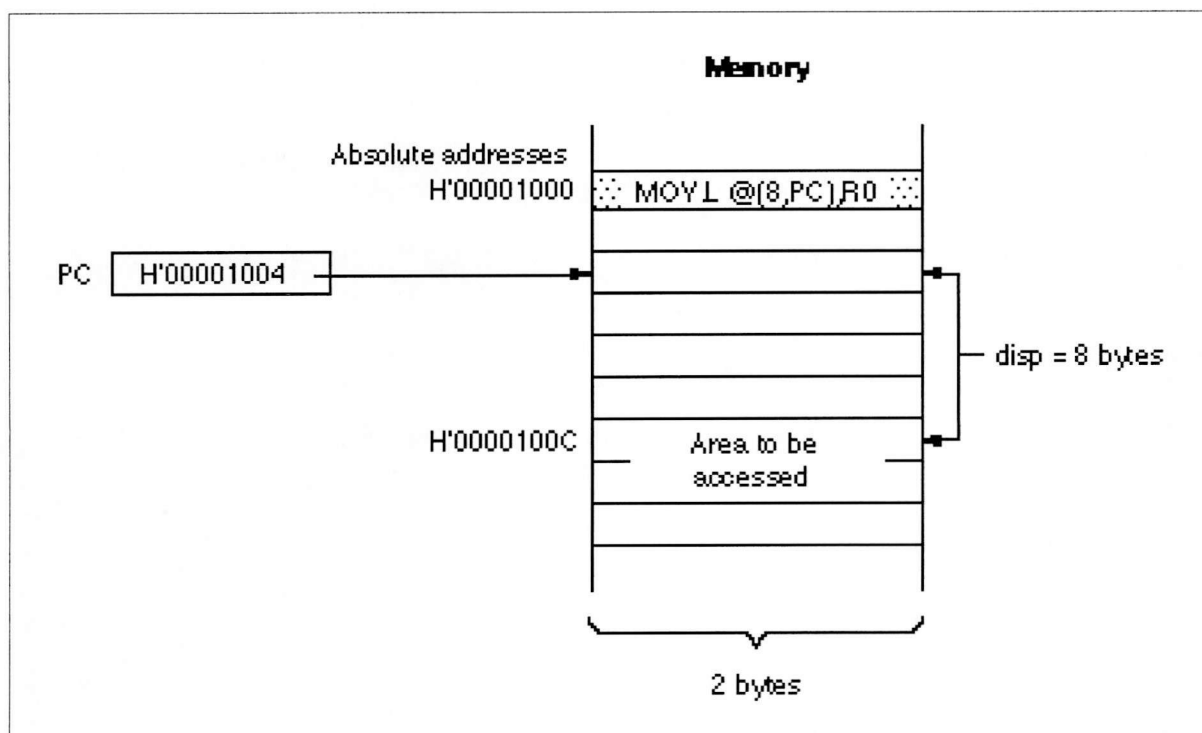 Memory
Absolute addresses
H'00001000 MOV.L @(8,PC),R0
PC H'00001004
disp = 8 bytes
H'0000100C Area to be
accessed
2 bytes